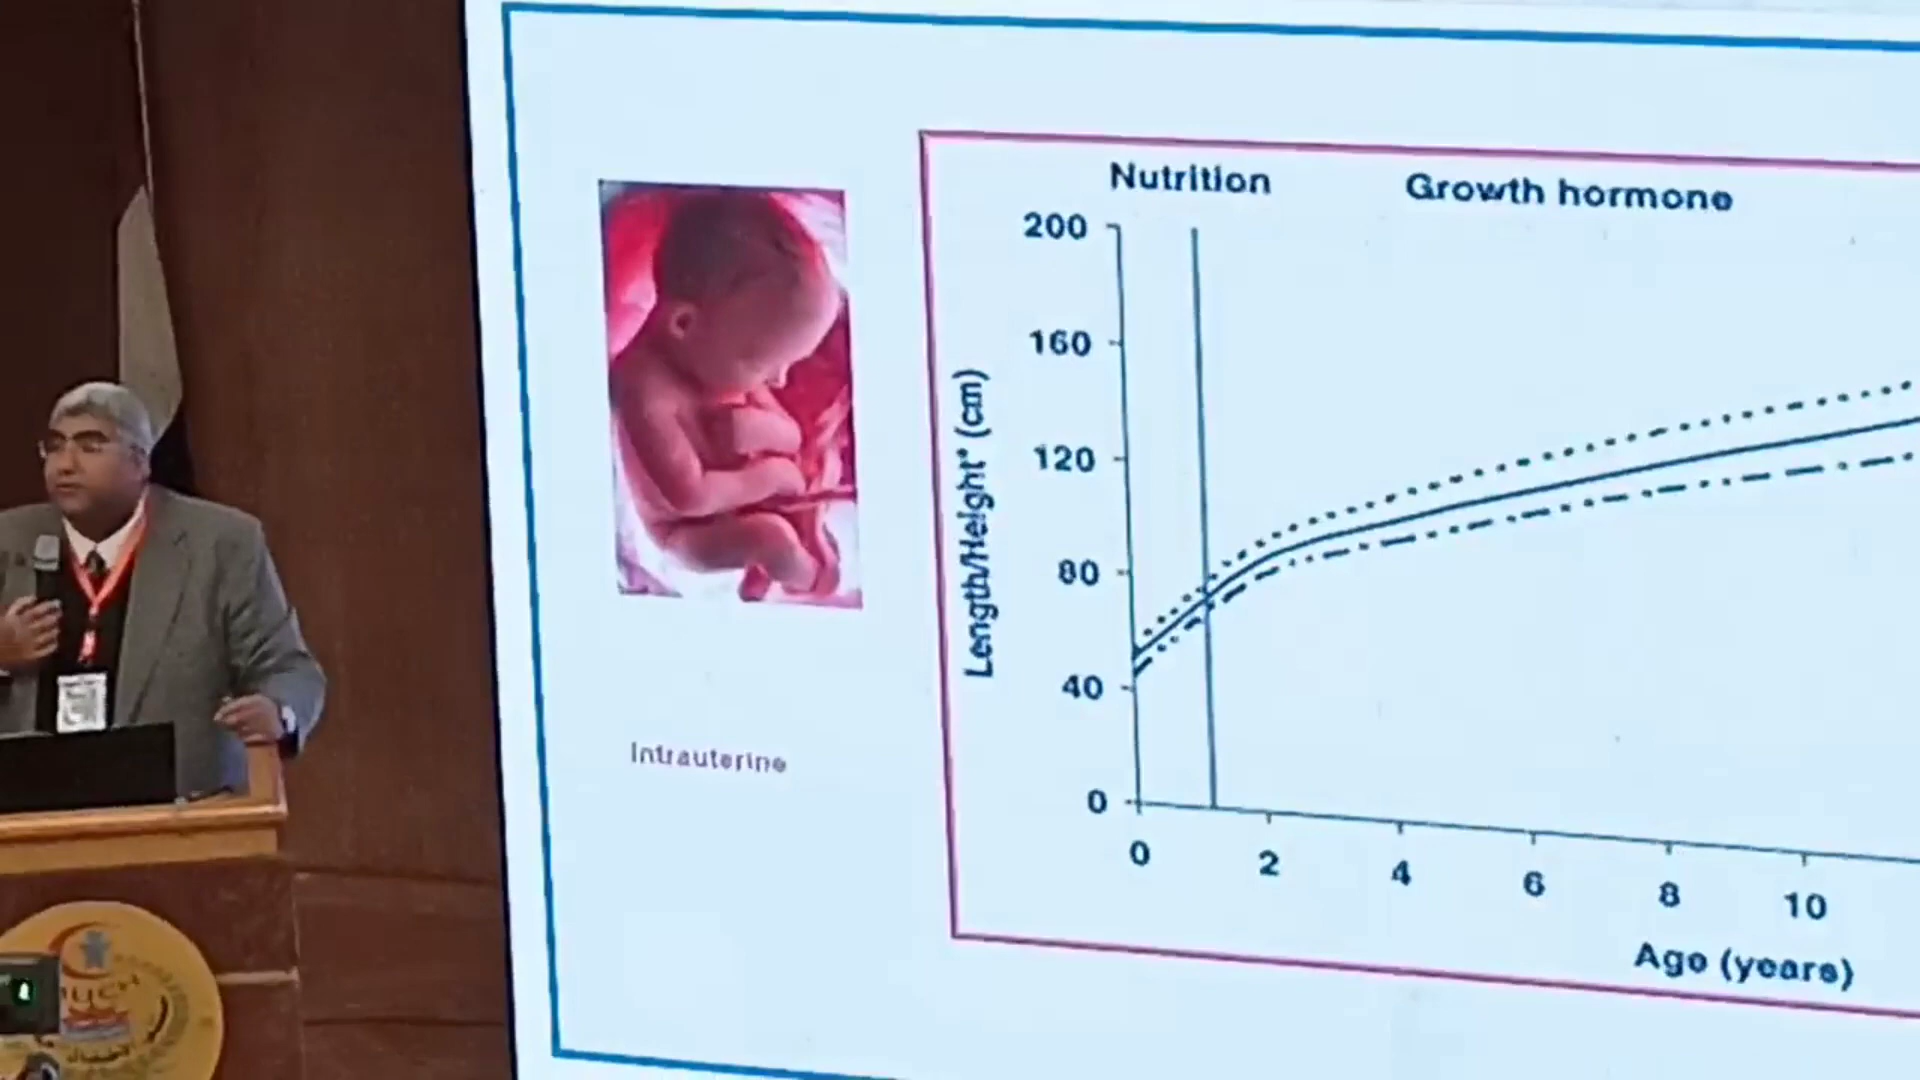 Nutrition
Growth hormone
200
160
120
80
40
0
Length/Height* (cm)
0 2 4 6 8 10
Age (years)
Intrauterine